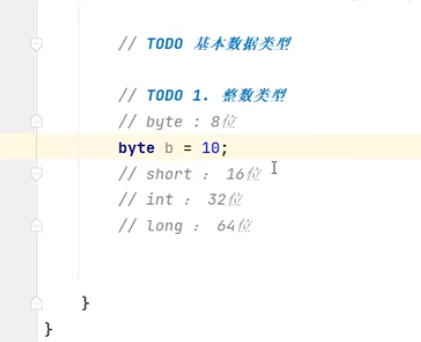 // TODO 基本数据类型
// TODO 1. 整数类型
// byte : 8位
byte b = 10;
// short : 16位
// int : 32位
// long : 64位
}
}